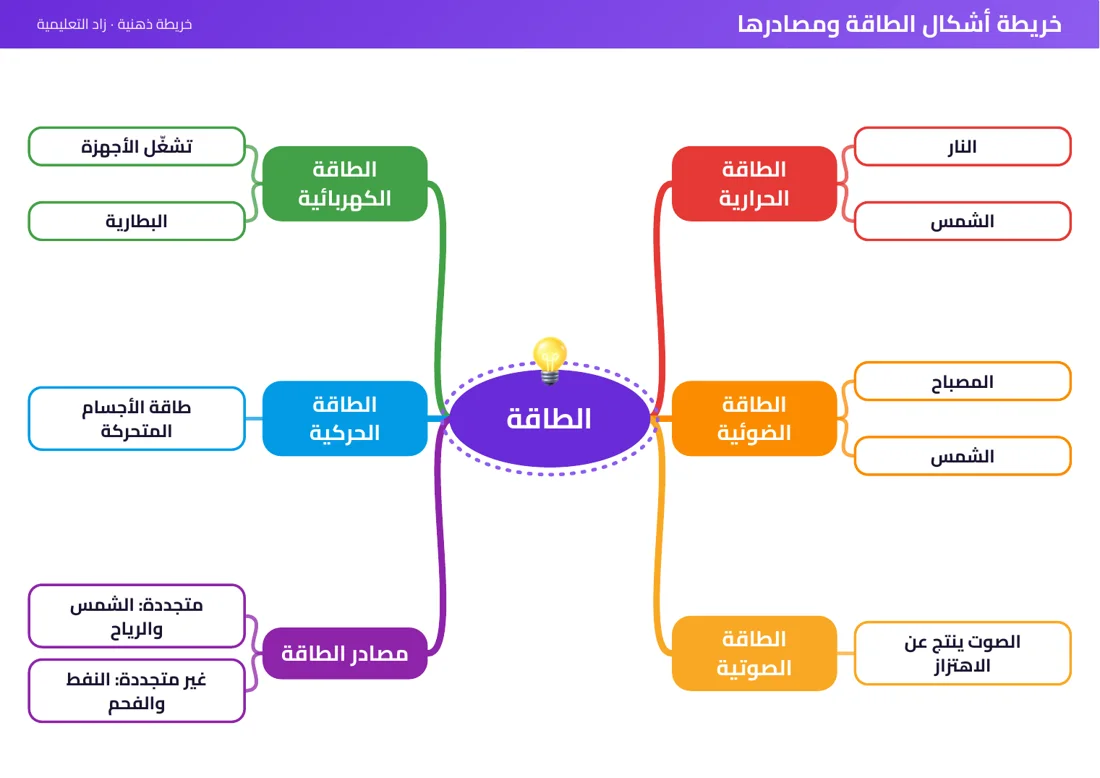 خريطة أشكال الطاقة ومصادرها
خريطة ذهنية · زاد التعليمية
الطاقة
الطاقة
الحرارية
النار
الشمس
الطاقة
الضوئية
المصباح
الشمس
الطاقة
الصوتية
الصوت ينتج عن
الاهتزاز
الطاقة
الكهربائية
تشغّل الأجهزة
البطارية
الطاقة
الحركية
طاقة الأجسام
المتحركة
مصادر الطاقة
متجددة: الشمس
والرياح
غير متجددة: النفط
والفحم